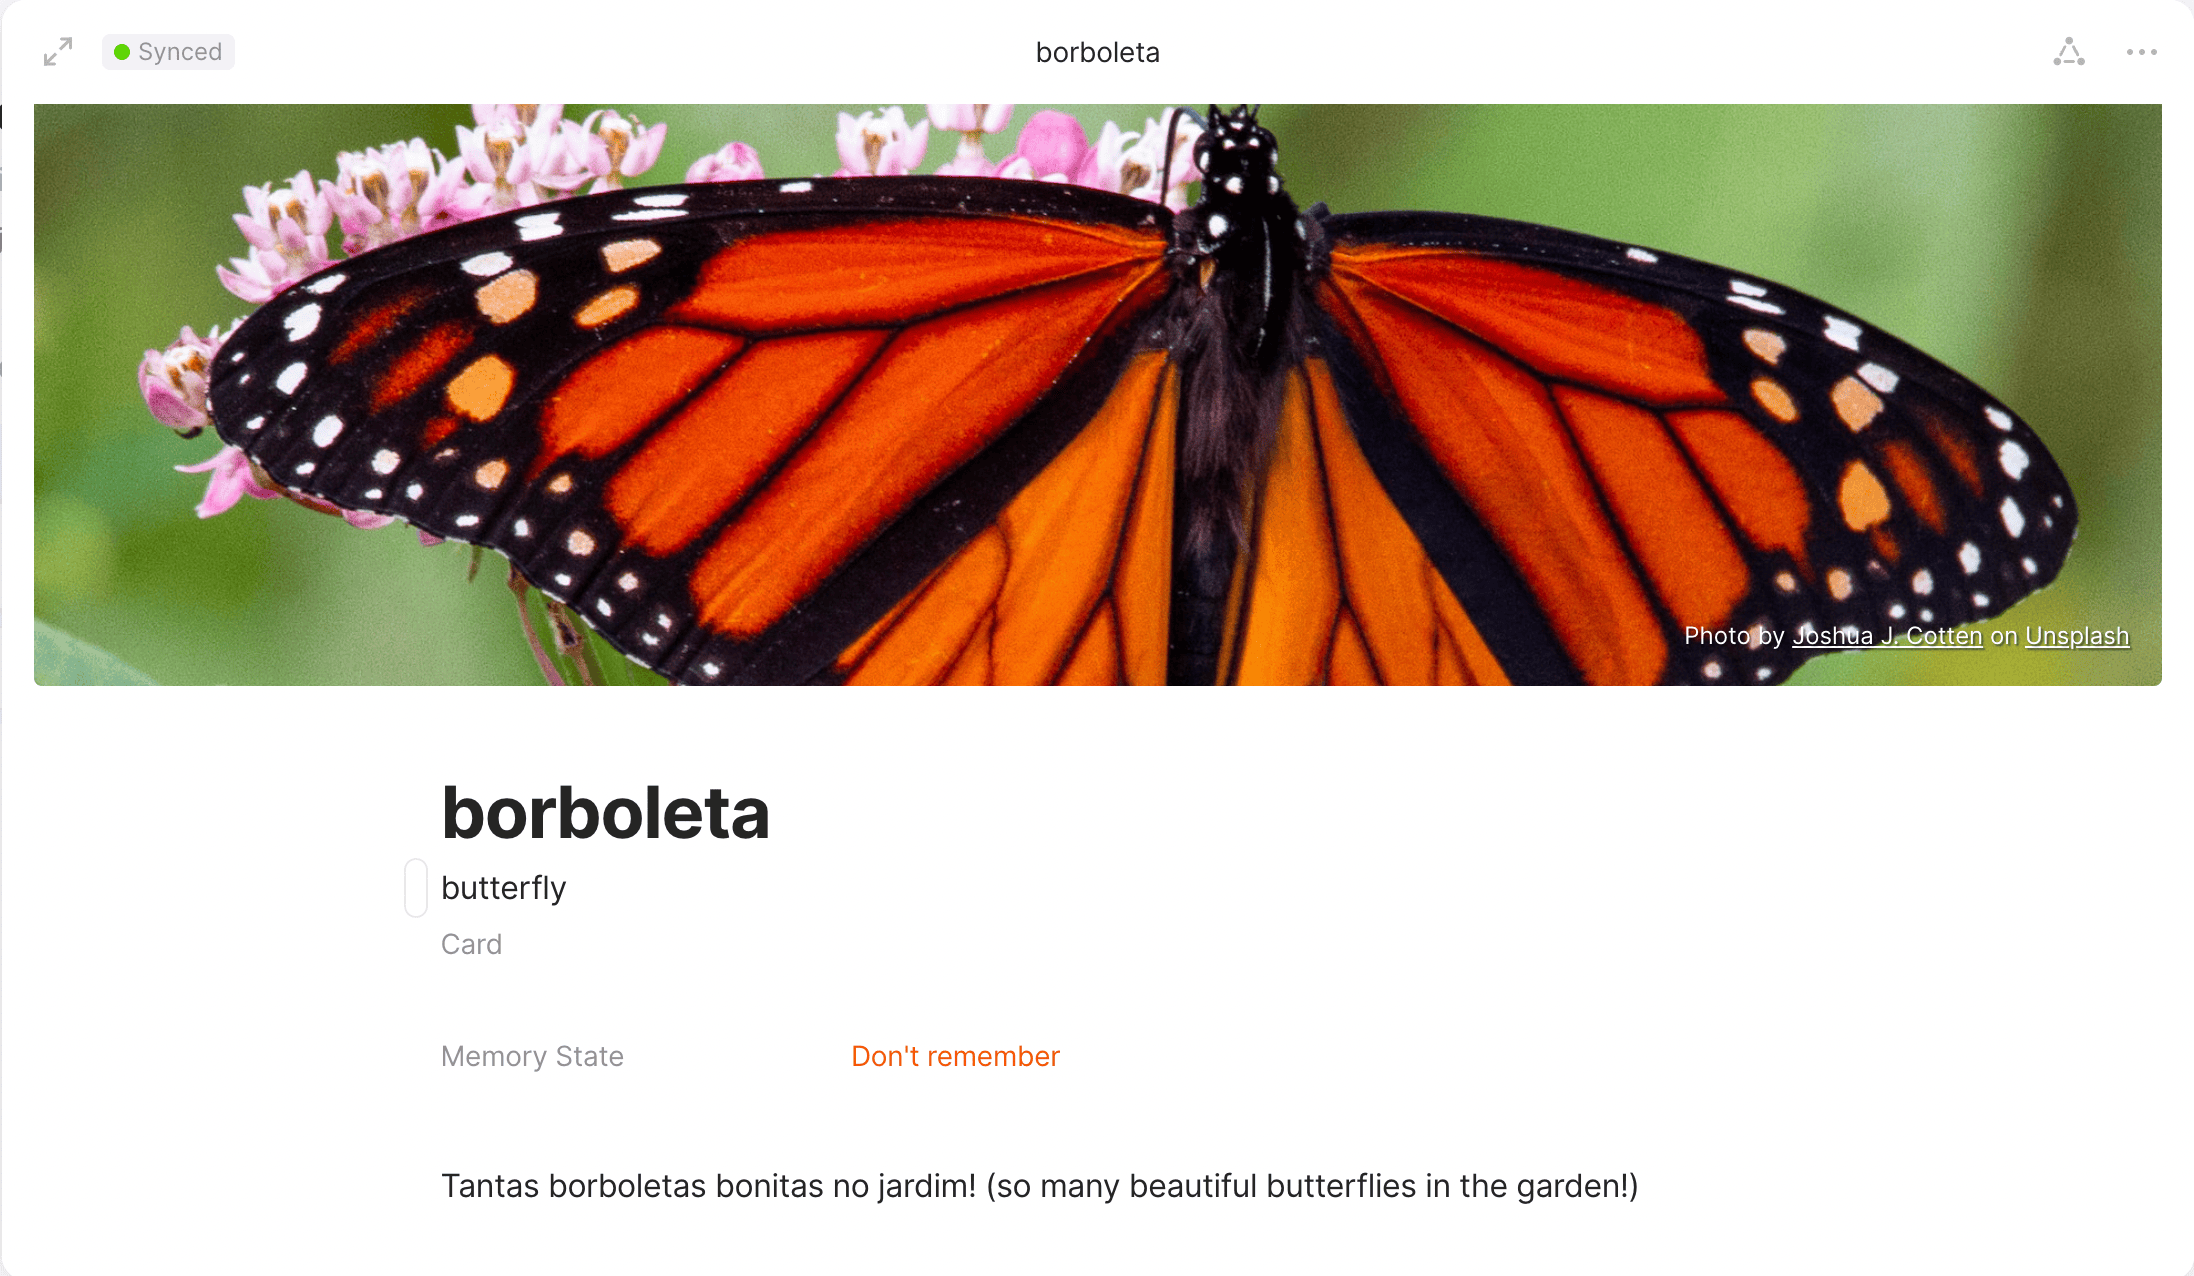 Synced
borboleta
Photo by Joshua J. Cotten on Unsplash
borboleta
butterfly
Card
Memory State
Don't remember
Tantas borboletas bonitas no jardim! (so many beautiful butterflies in the garden!)